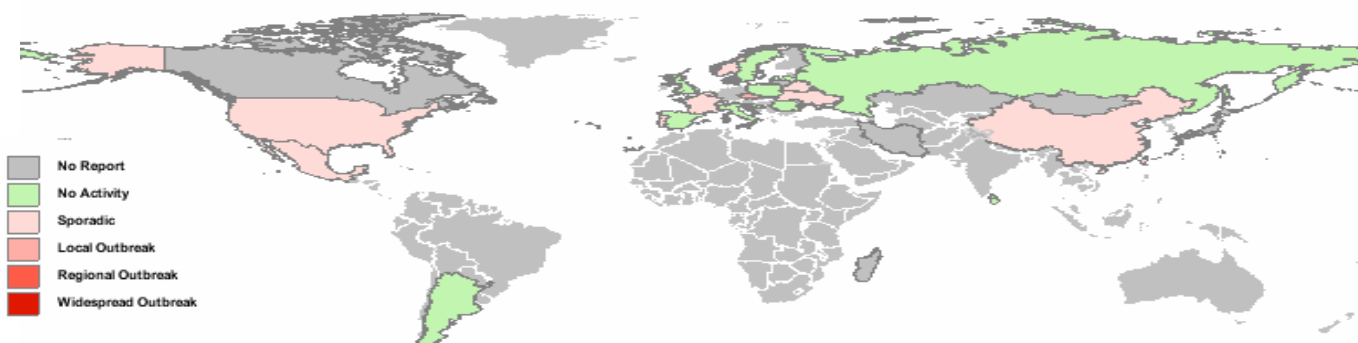 No Report
No Activity
Sporadic
Local Outbreak
Regional Outbreak
Widespread Outbreak